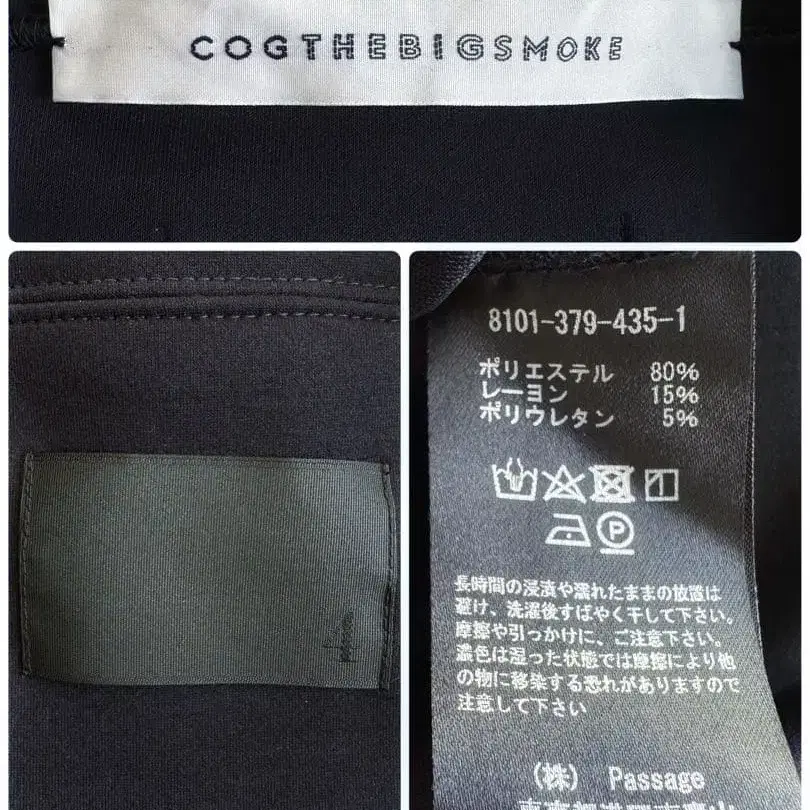 COGTHEBIGSMOKE
4
8101-379-435-1
ポリエステル 80%
レーヨン 15%
ポリウレタン 5%
P
長時間の浸漬や濡れたままの放置は
避け、洗濯後すばやく干して下さい。
摩擦や引っかけに、ご注意下さい。
濃色は湿った状態では摩擦により他
の物に移染する恐れがありますので
注意して下さい
(株) Passage